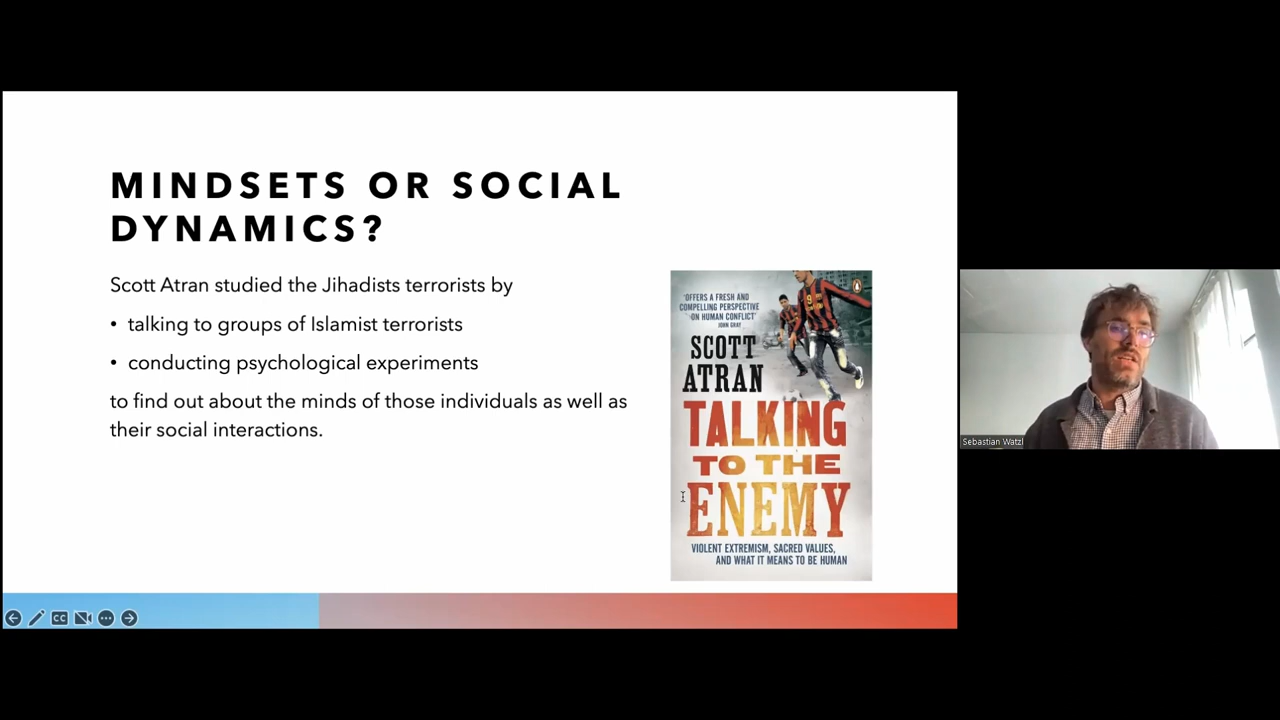 MINDSETS OR SOCIAL
DYNAMICS?
Scott Atran studied the Jihadists terrorists by
• talking to groups of Islamist terrorists
• conducting psychological experiments
to find out about the minds of those individuals as well as
their social interactions.
'OFFERS A FRESH AND
COMPELLING PERSPECTIVE
ON HUMAN CONFLICT'
JOHN GRAY
SCOTT
ATRAN
TALKING
TO THE
ENEMY
VIOLENT EXTREMISM, SACRED VALUES,
AND WHAT IT MEANS TO BE HUMAN
9
CC
Sebastian Watzl